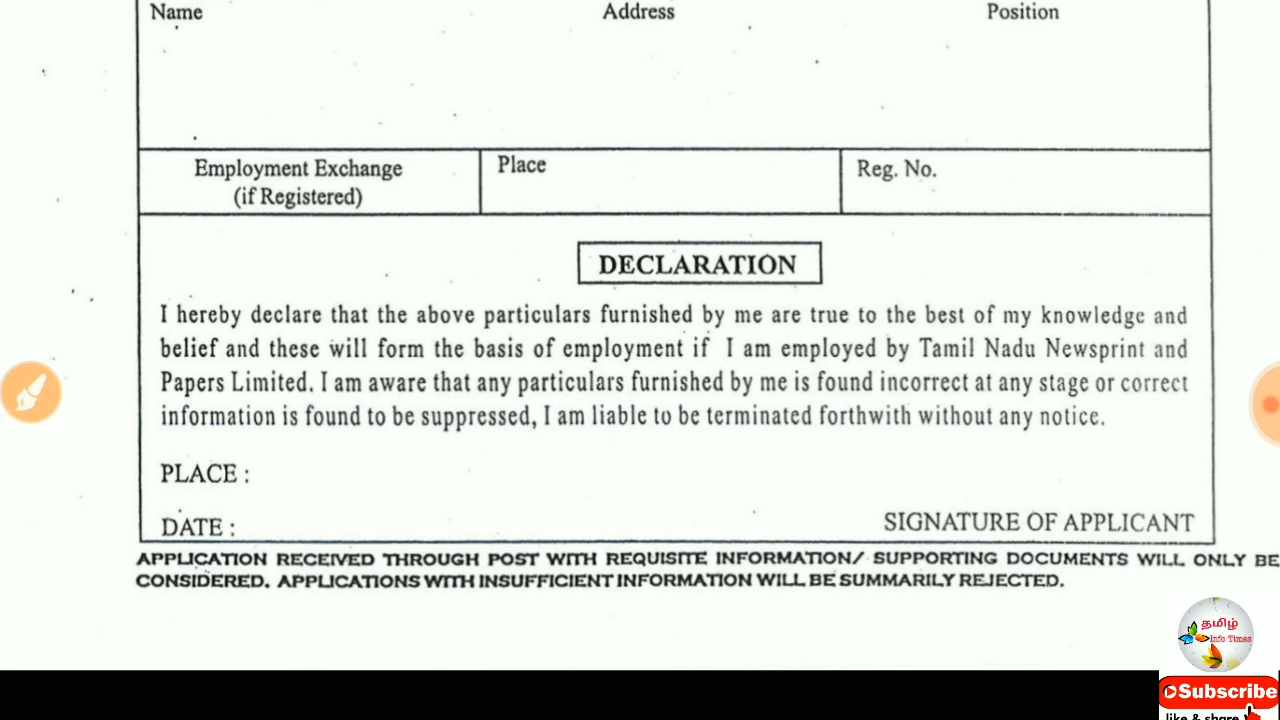 Name Address Position
Employment Exchange Place Reg. No.
(if Registered)
DECLARATION
I hereby declare that the above particulars furnished by me are true to the best of my knowledge and
belief and these will form the basis of employment if I am employed by Tamil Nadu Newsprint and
Papers Limited. I am aware that any particulars furnished by me is found incorrect at any stage or correct
information is found to be suppressed, I am liable to be terminated forthwith without any notice.
PLACE :
DATE : SIGNATURE OF APPLICANT
APPLICATION RECEIVED THROUGH POST WITH REQUISITE INFORMATION/ SUPPORTING DOCUMENTS WILL ONLY BE
CONSIDERED. APPLICATIONS WITH INSUFFICIENT INFORMATION WILL BE SUMMARILY REJECTED.
தமிழ்
Info Times
Subscribe
like & share